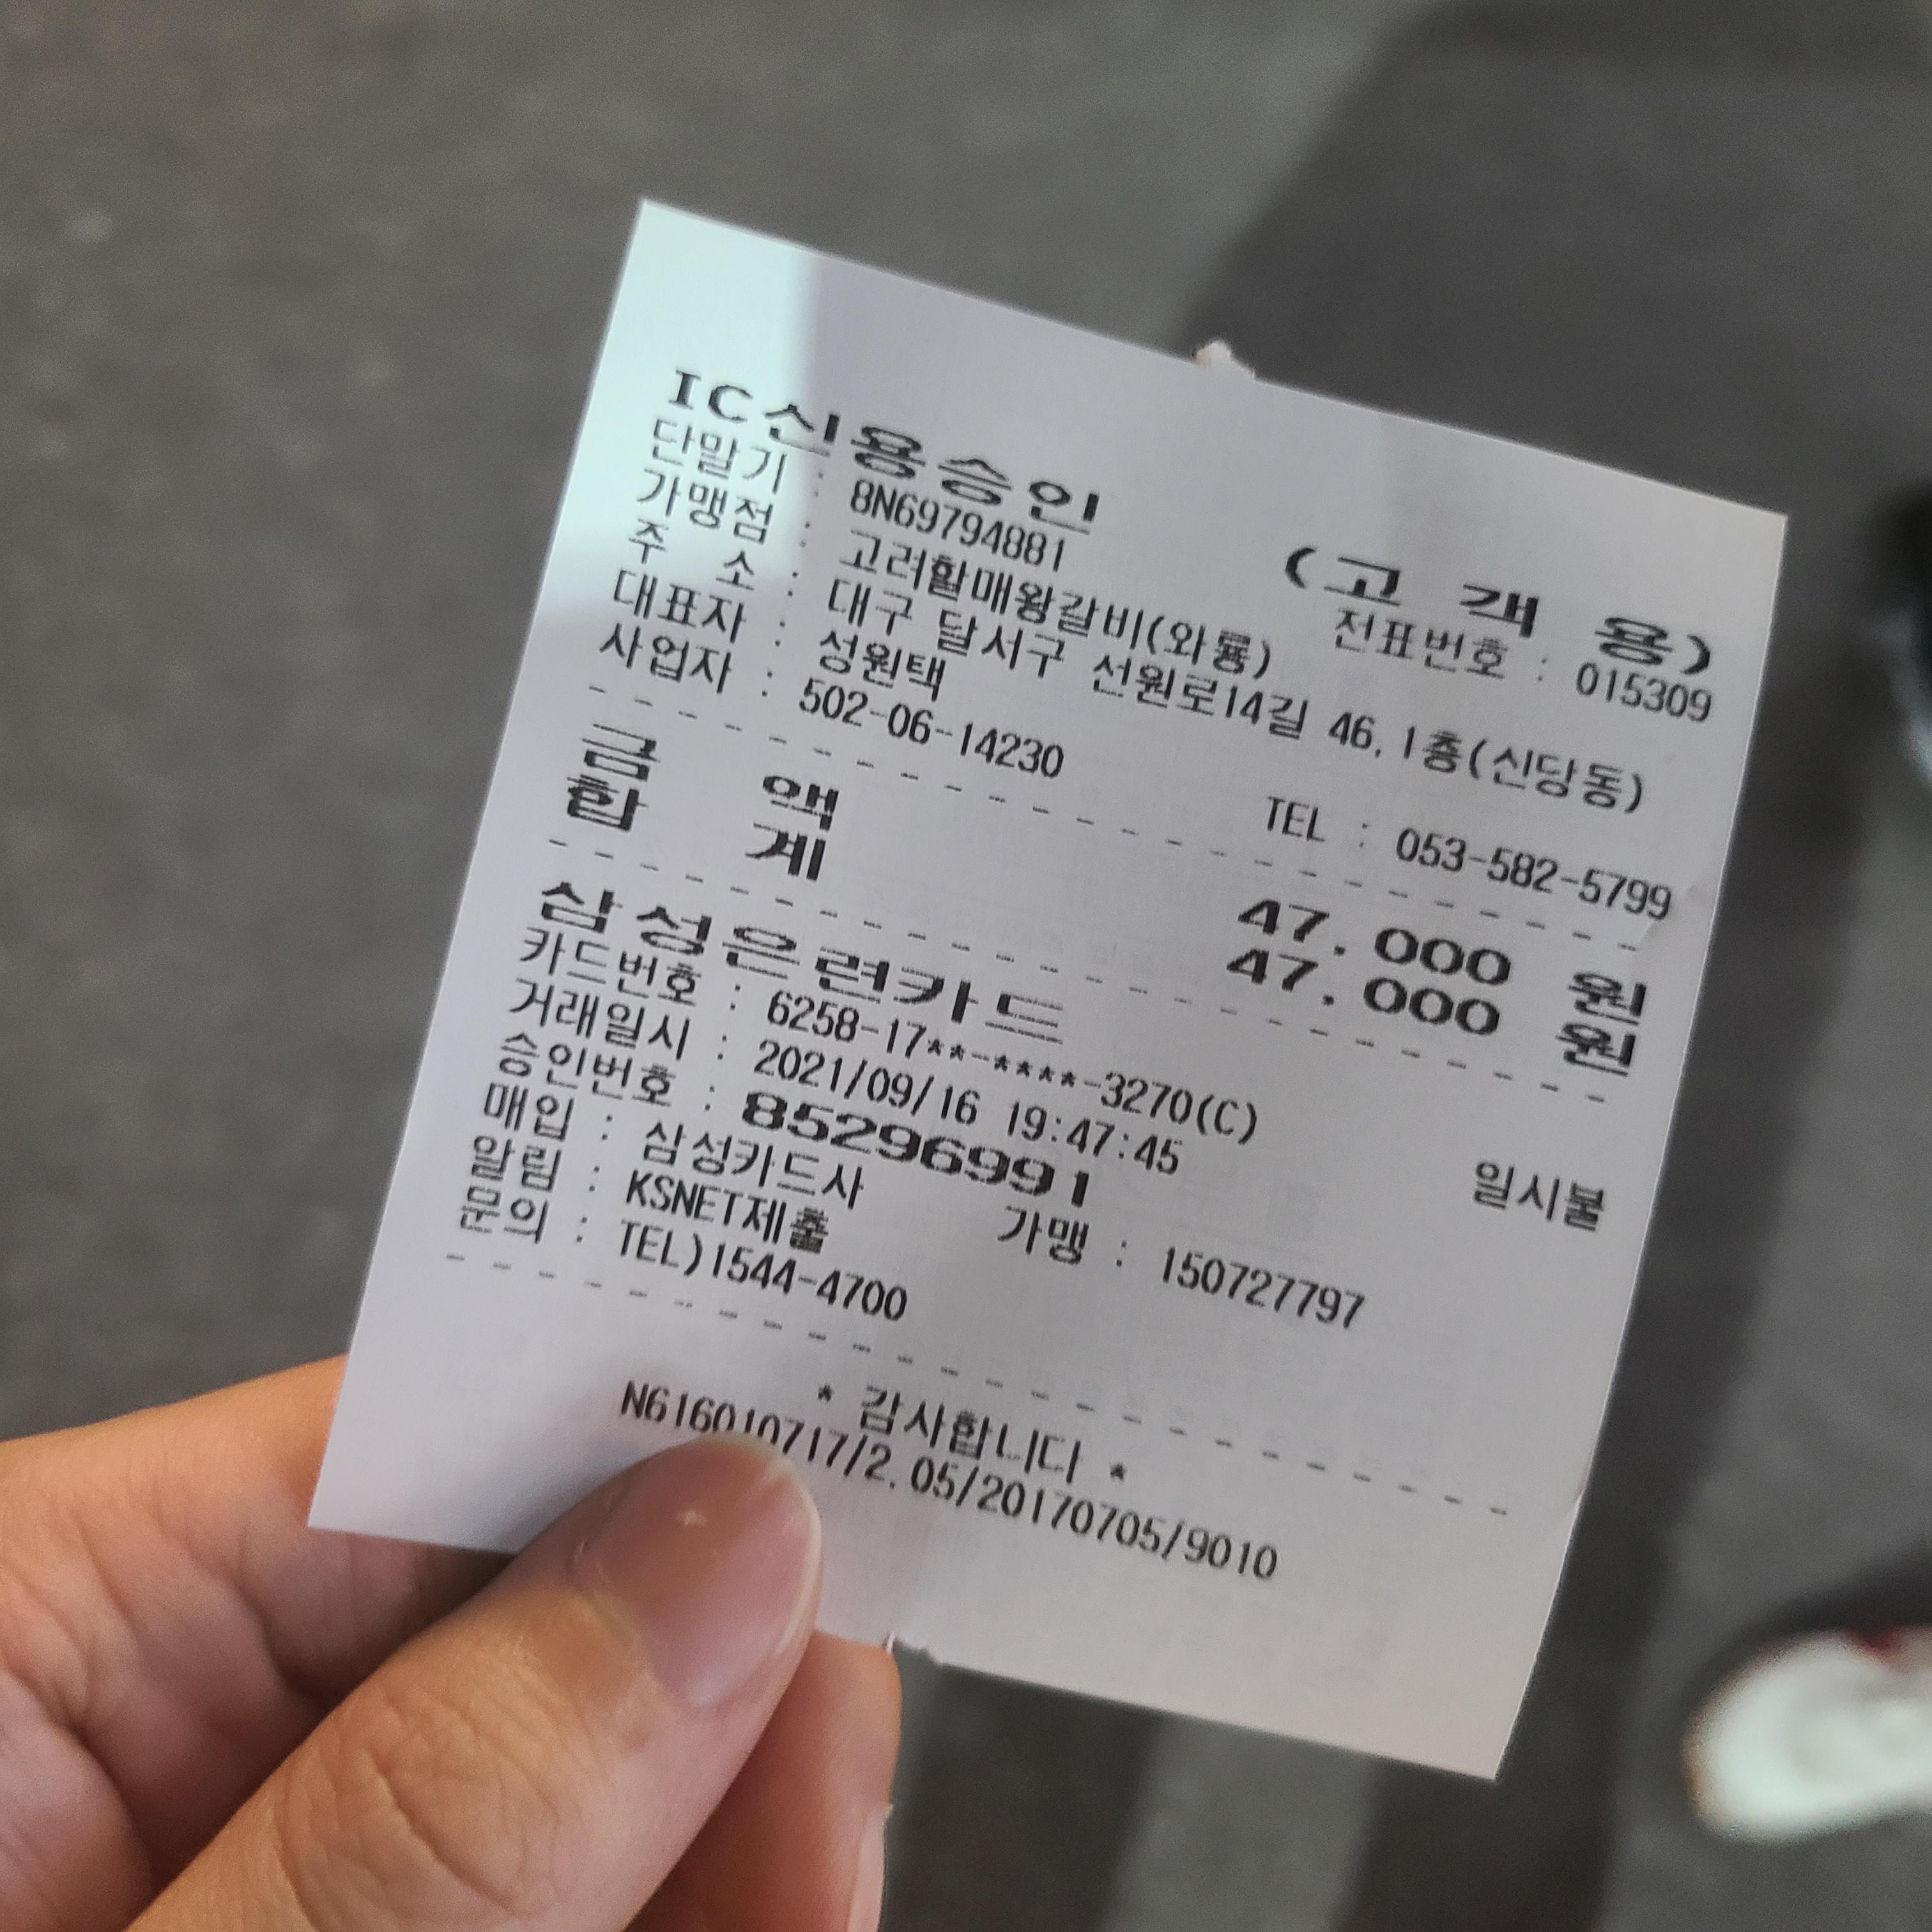 IC신용승인
(고 객 용)
단말기 : 8N69794881 전표번호 : 015309
가맹점 : 고려할매왕갈비(와룡)
주 소 : 대구 달서구 선원로14길 46,1층(신당동)
대표자 : 성원택
사업자 : 502-06-14230 TEL : 053-582-5799
금 액 47,000 원
합 계 47,000 원
삼성은련카드
카드번호 : 6258-17**-****-3270(C)
거래일시 : 2021/09/16 19:47:45 일시불
승인번호 : 85296991
매입 : 삼성카드사 가맹 : 150727797
알림 : KSNET제출
문의 : TEL)1544-4700
* 감사합니다 *
N616010717/2.05/20170705/9010